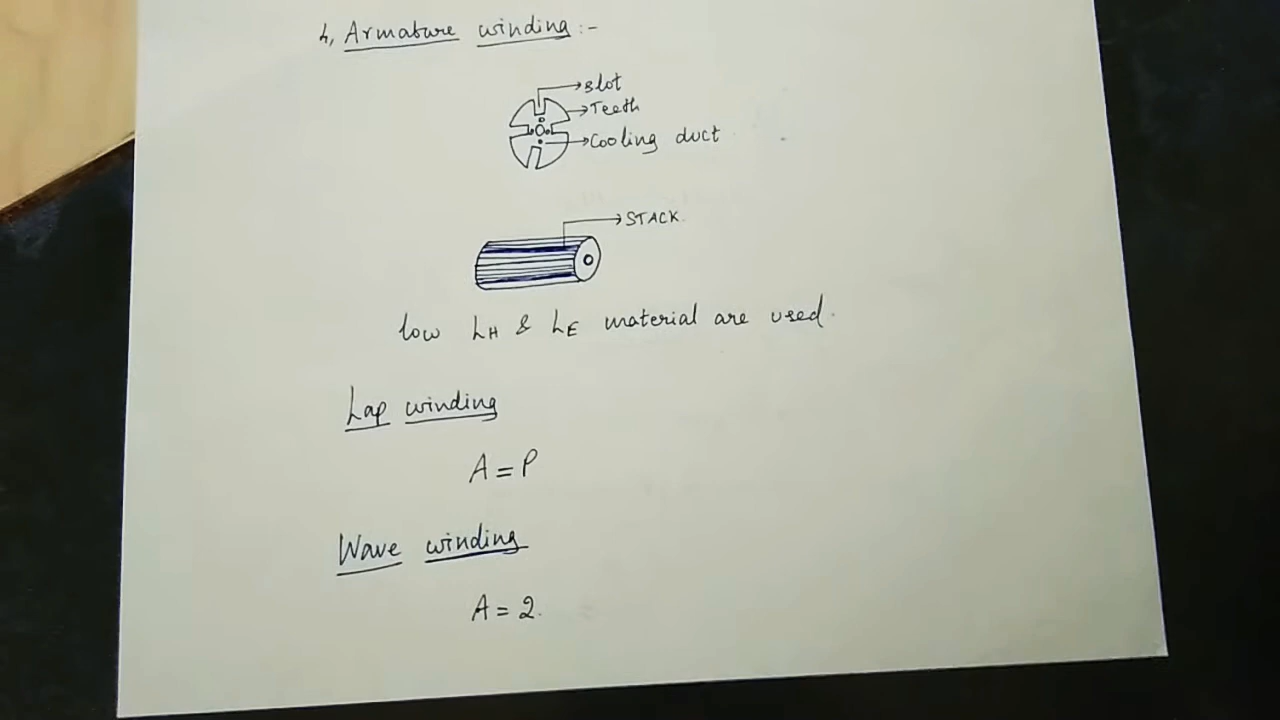 4, Armature winding :-
slot
Teeth
Cooling duct
STACK
low LH & LE material are used.
Lap winding
A = P
Wave winding
A = 2.